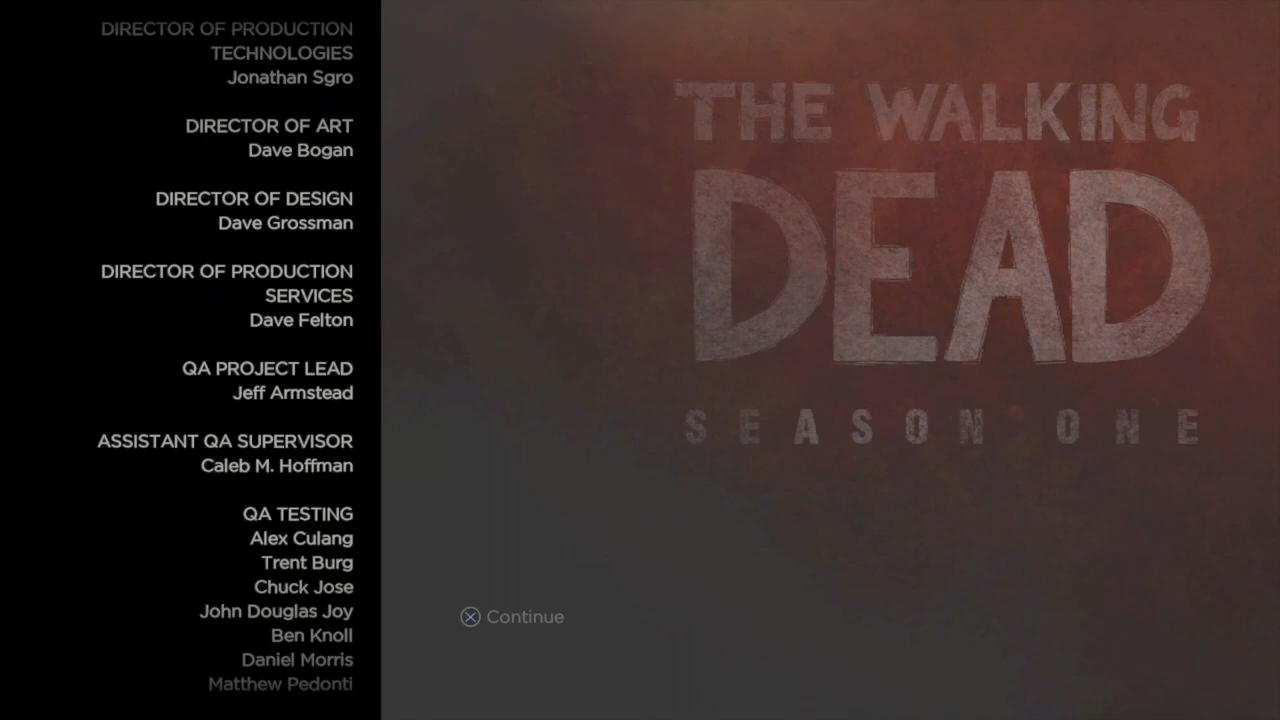 DIRECTOR OF PRODUCTION
TECHNOLOGIES
Jonathan Sgro
DIRECTOR OF ART
Dave Bogan
DIRECTOR OF DESIGN
Dave Grossman
DIRECTOR OF PRODUCTION
SERVICES
Dave Felton
QA PROJECT LEAD
Jeff Armstead
ASSISTANT QA SUPERVISOR
Caleb M. Hoffman
QA TESTING
Alex Culang
Trent Burg
Chuck Jose
John Douglas Joy
Ben Knoll
Daniel Morris
Matthew Pedonti
THE WALKING
DEAD
SEASON ONE
Continue